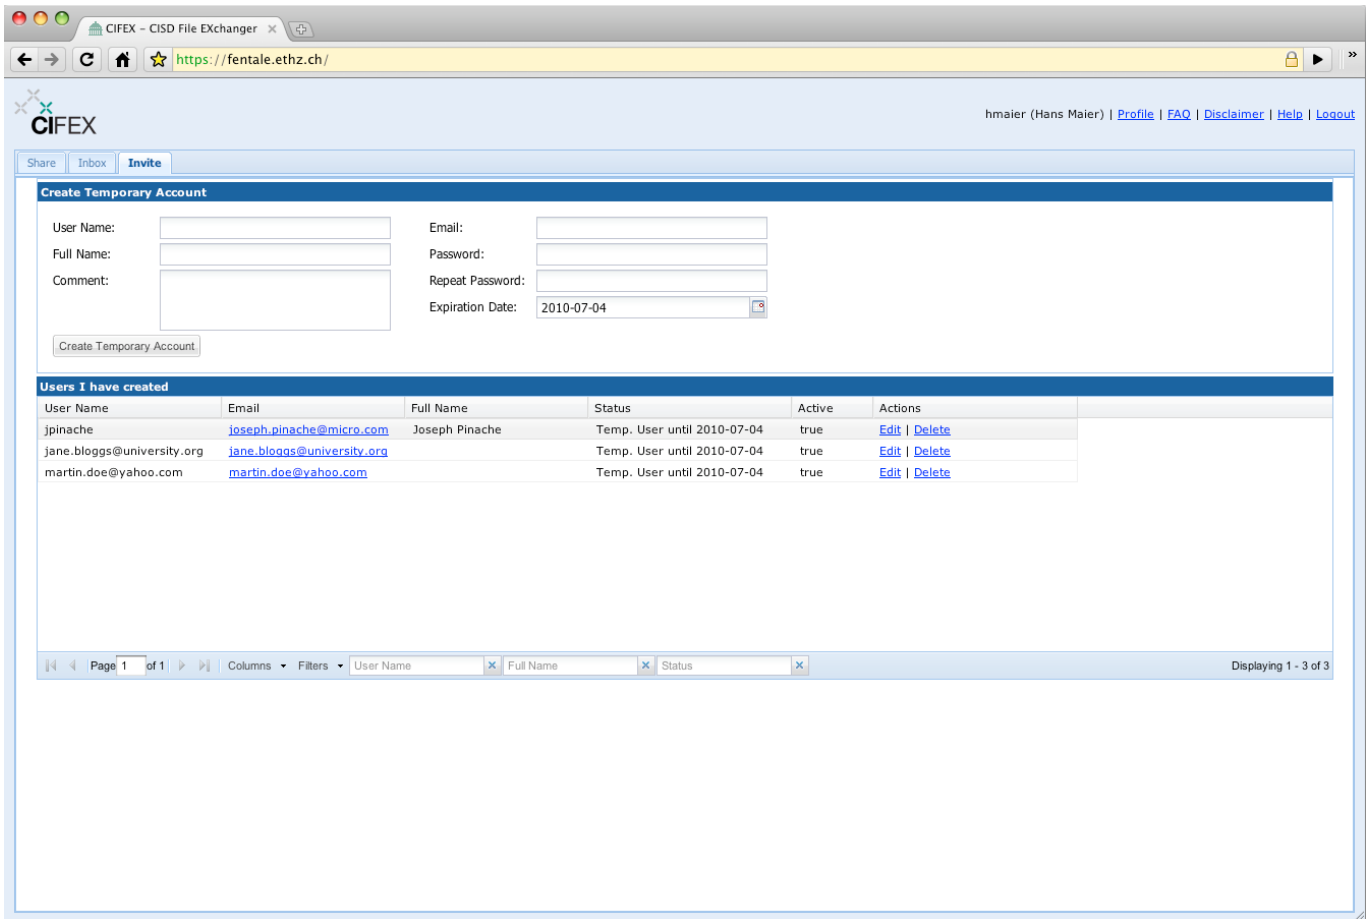 CIFEX – CISD File EXchanger
https://fentale.ethz.ch/
CIFEX
hmaier (Hans Maier) | Profile | FAQ | Disclaimer | Help | Logout
Share Inbox Invite
Create Temporary Account
User Name: Email:
Full Name: Password:
Comment: Repeat Password:
Expiration Date: 2010-07-04
Create Temporary Account
Users I have created
User Name Email Full Name Status Active Actions
jpinache joseph.pinache@micro.com Joseph Pinache Temp. User until 2010-07-04 true Edit | Delete
jane.bloggs@university.org jane.bloggs@university.org Temp. User until 2010-07-04 true Edit | Delete
martin.doe@yahoo.com martin.doe@yahoo.com Temp. User until 2010-07-04 true Edit | Delete
Page 1 of 1 Columns Filters User Name Full Name Status Displaying 1 - 3 of 3